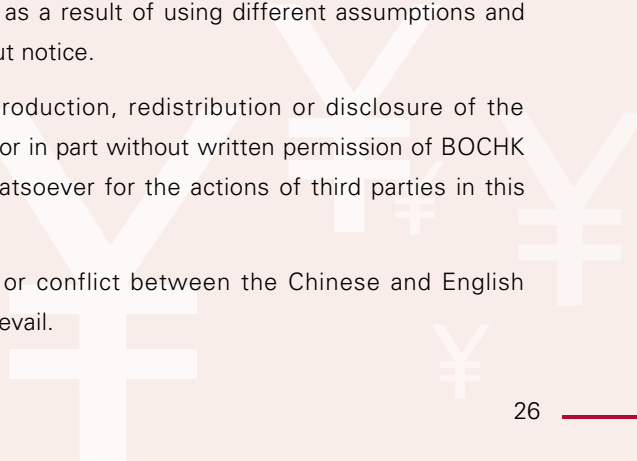 as a result of using different assumptions and
ut notice.
roduction, redistribution or disclosure of the
or in part without written permission of BOCHK
atsoever for the actions of third parties in this
or conflict between the Chinese and English
evail.
26